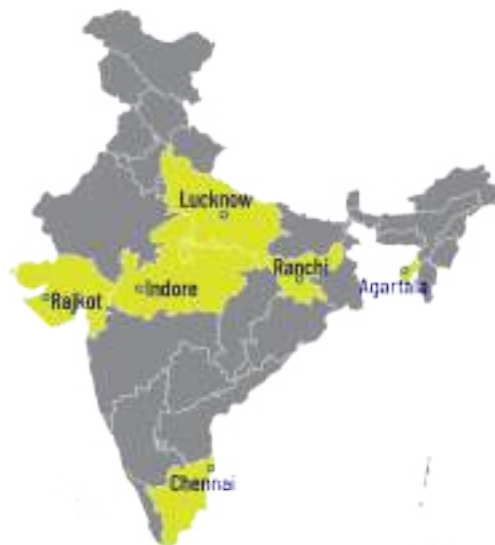 Lucknow
Ranchi
Agartala
Indore
Rajkot
Chennai